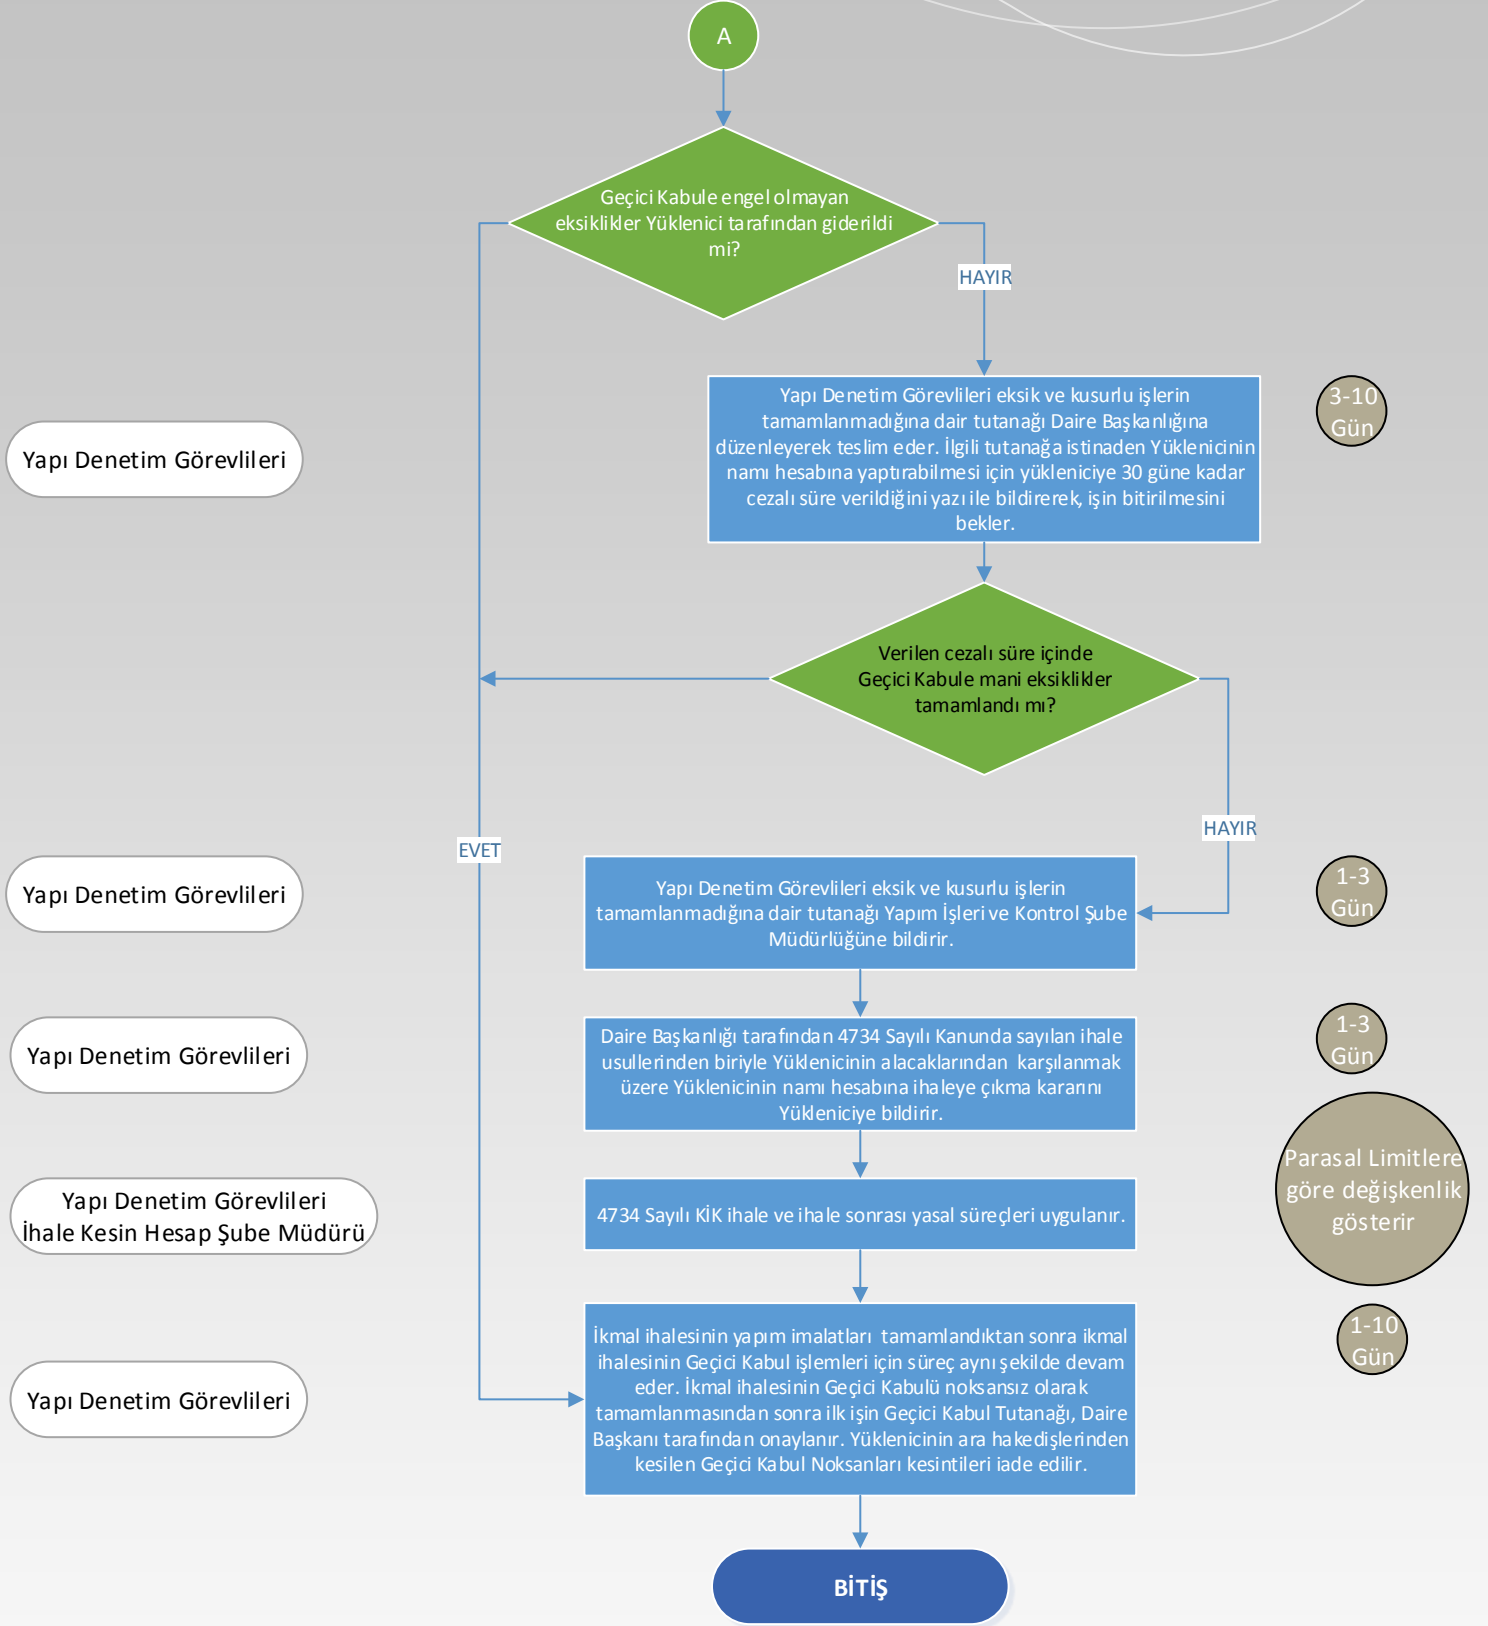 A
Geçici Kabule engel olmayan
eksiklikler Yüklenici tarafından giderildi
mi?
HAYIR
Yapı Denetim Görevlileri
Yapı Denetim Görevlileri eksik ve kusurlu işlerin
tamamlanmadığına dair tutanağı Daire Başkanlığına
düzenleyerek teslim eder. İlgili tutanağa istinaden Yüklenicinin
namı hesabına yaptırabilmesi için yükleniciye 30 güne kadar
cezalı süre verildiğini yazı ile bildirerek, işin bitirilmesini
bekler.
3-10
Gün
Verilen cezalı süre içinde
Geçici Kabule mani eksiklikler
tamamlandı mı?
HAYIR
EVET
Yapı Denetim Görevlileri
Yapı Denetim Görevlileri eksik ve kusurlu işlerin
tamamlanmadığına dair tutanağı Yapım İşleri ve Kontrol Şube
Müdürlüğüne bildirir.
1-3
Gün
Yapı Denetim Görevlileri
Daire Başkanlığı tarafından 4734 Sayılı Kanunda sayılan ihale
usullerinden biriyle Yüklenicinin alacaklarından karşılanmak
üzere Yüklenicinin namı hesabına ihaleye çıkma kararını
Yükleniciye bildirir.
1-3
Gün
Yapı Denetim Görevlileri
İhale Kesin Hesap Şube Müdürü
4734 Sayılı KİK ihale ve ihale sonrası yasal süreçleri uygulanır.
Parasal Limitlere
göre değişkenlik
gösterir
Yapı Denetim Görevlileri
İkmal ihalesinin yapım imalatları tamamlandıktan sonra ikmal
ihalesinin Geçici Kabul işlemleri için süreç aynı şekilde devam
eder. İkmal ihalesinin Geçici Kabulü noksansız olarak
tamamlanmasından sonra ilk işin Geçici Kabul Tutanağı, Daire
Başkanı tarafından onaylanır. Yüklenicinin ara hakedişlerinden
kesilen Geçici Kabul Noksanları kesintileri iade edilir.
1-10
Gün
BİTİŞ